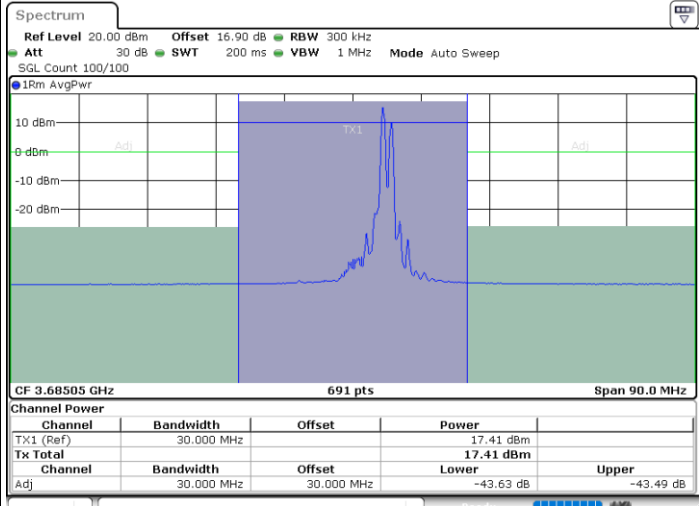 Spectrum
Ref Level 20.00 dBm Offset 16.90 dB RBW 300 kHz
Att 30 dB SWT 200 ms VBW 1 MHz Mode Auto Sweep
SGL Count 100/100
1Rm AvgPwr
10 dBm
TX1
Adj
Adj
0 dBm
-10 dBm
-20 dBm
CF 3.68505 GHz 691 pts Span 90.0 MHz
Channel Power
Channel Bandwidth Offset Power
TX1 (Ref) 30.000 MHz 17.41 dBm
Tx Total 17.41 dBm
Channel Bandwidth Offset Lower Upper
Adj 30.000 MHz 30.000 MHz -43.63 dB -43.49 dB